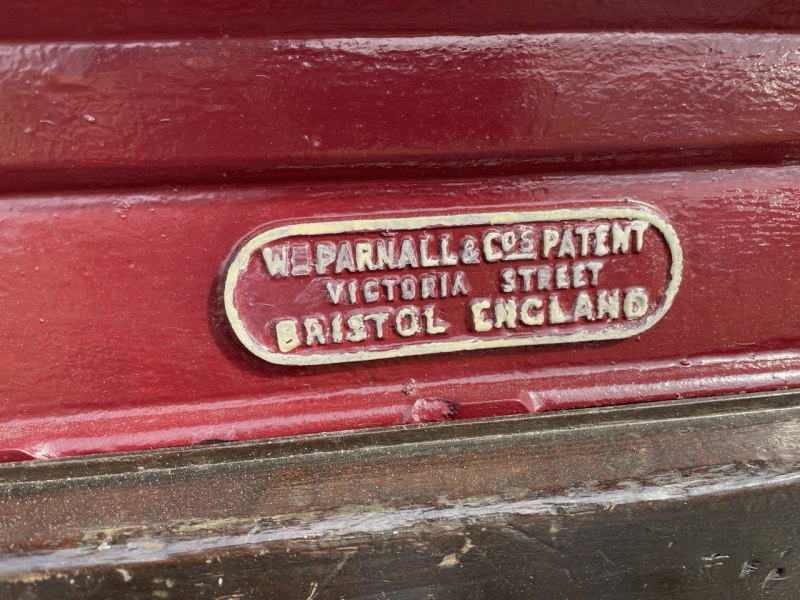 Wm PARNALL & Co's PATENT
VICTORIA STREET
BRISTOL ENGLAND